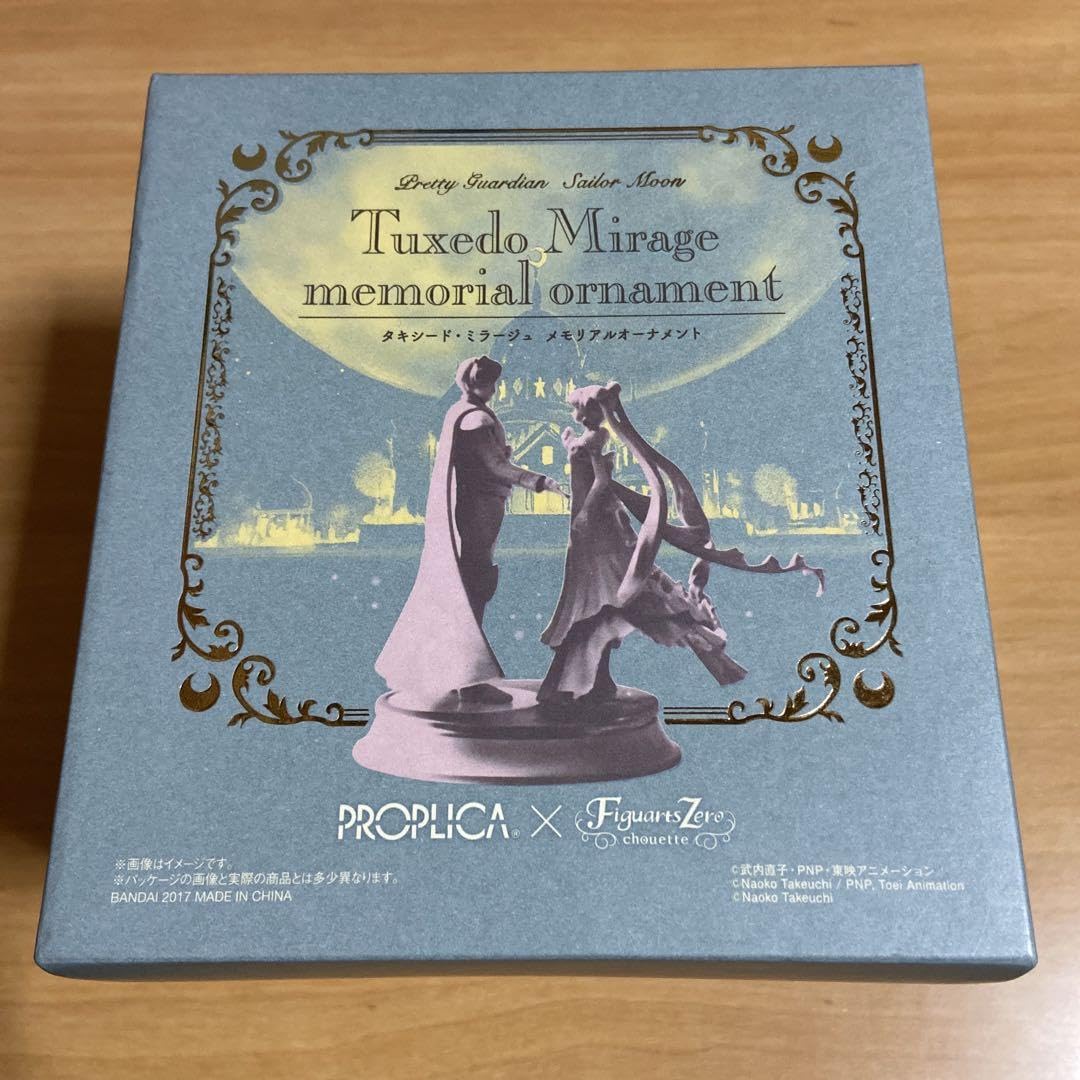 Pretty Guardian Sailor Moon
Tuxedo Mirage
memorial ornament
タキシード・ミラージュ メモリアルオーナメント
PROPLICA® × FiguartsZero
chouette
※画像はイメージです。
※パッケージの画像と実際の商品とは多少異なります。
BANDAI 2017 MADE IN CHINA
©武内直子・PNP・東映アニメーション
©Naoko Takeuchi / PNP, Toei Animation
©Naoko Takeuchi